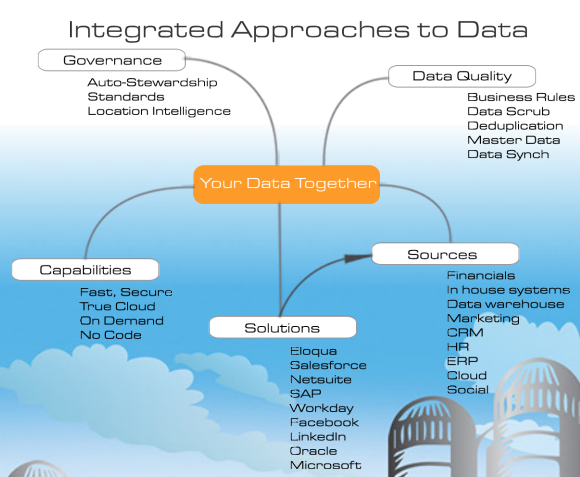 Integrated Approaches to Data
Governance
Auto-Stewardship
Standards
Location Intelligence
Data Quality
Business Rules
Data Scrub
Deduplication
Master Data
Data Synch
Your Data Together
Capabilities
Fast, Secure
True Cloud
On Demand
No Code
Solutions
Eloqua
Salesforce
Netsuite
SAP
Workday
Facebook
LinkedIn
Oracle
Microsoft
Sources
Financials
In house systems
Data warehouse
Marketing
CRM
HR
ERP
Cloud
Social